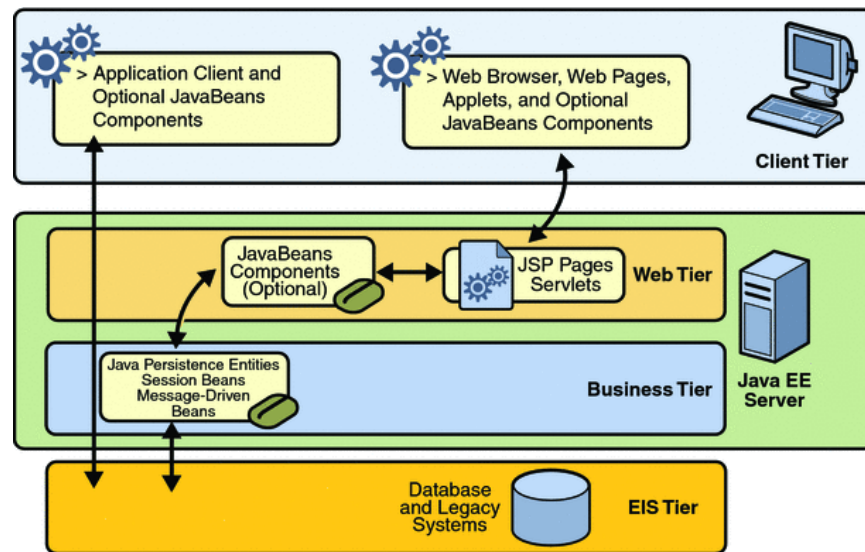 > Application Client and
Optional JavaBeans
Components
> Web Browser, Web Pages,
Applets, and Optional
JavaBeans Components
Client Tier
JavaBeans
Components
(Optional)
JSP Pages
Servlets
Web Tier
Java Persistence Entities
Session Beans
Message-Driven
Beans
Business Tier
Java EE
Server
Database
and Legacy
Systems
EIS Tier